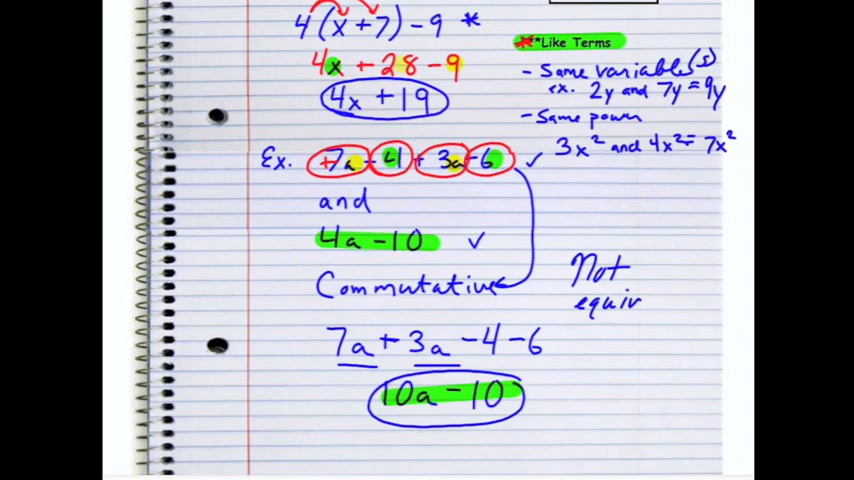 4(x+7)-9 *
**Like Terms
4x + 28 - 9
- Same variables(s)
ex. 2y and 7y = 9y
4x + 19
- Same power
3x² and 4x² = 7x²
Ex. +7a - 4 + 3a - 6 ✓
and
4a - 10 ✓
Commutative
Not
equiv
7a + 3a - 4 - 6
10a - 10